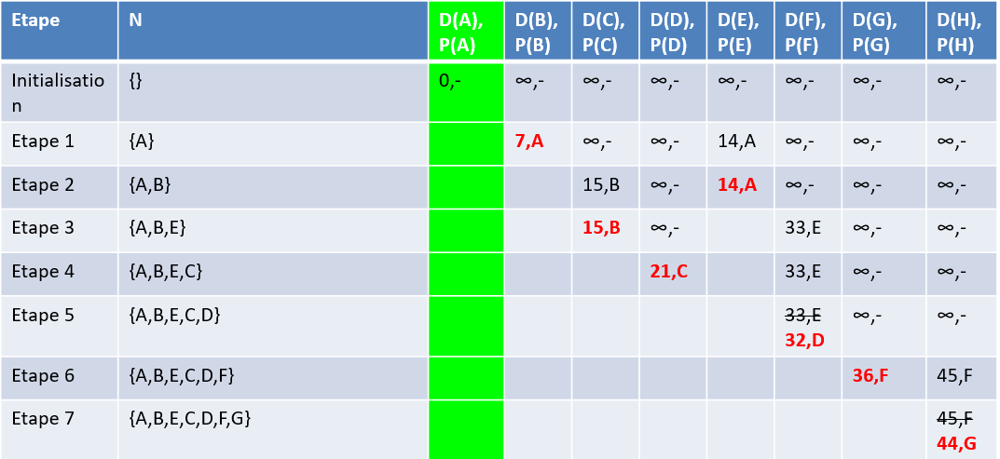 Etape N D(A), D(B), D(C), D(D), D(E), D(F), D(G), D(H),
P(A) P(B) P(C) P(D) P(E) P(F) P(G) P(H)
Initialisatio {} 0,- ∞,- ∞,- ∞,- ∞,- ∞,- ∞,- ∞,-
n
Etape 1 {A} 7,A ∞,- ∞,- 14,A ∞,- ∞,- ∞,-
Etape 2 {A,B} 15,B ∞,- 14,A ∞,- ∞,- ∞,-
Etape 3 {A,B,E} 15,B ∞,- 33,E ∞,- ∞,-
Etape 4 {A,B,E,C} 21,C 33,E ∞,- ∞,-
Etape 5 {A,B,E,C,D} 33,E ∞,- ∞,-
32,D
Etape 6 {A,B,E,C,D,F} 36,F 45,F
Etape 7 {A,B,E,C,D,F,G} 45,F
44,G